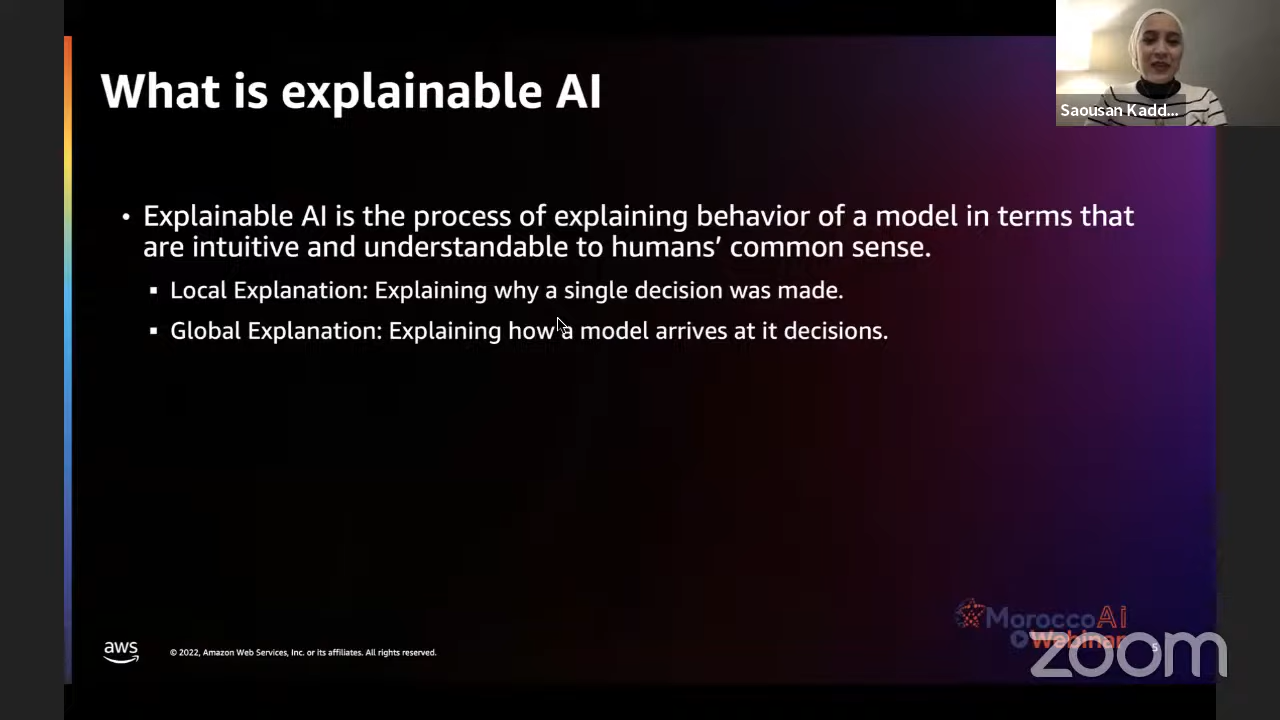 What is explainable AI
Saousan Kadd...
• Explainable AI is the process of explaining behavior of a model in terms that
are intuitive and understandable to humans’ common sense.
▪ Local Explanation: Explaining why a single decision was made.
▪ Global Explanation: Explaining how a model arrives at it decisions.
MoroccoAI
Webinar
aws
© 2022, Amazon Web Services, Inc. or its affiliates. All rights reserved.
5
zoom